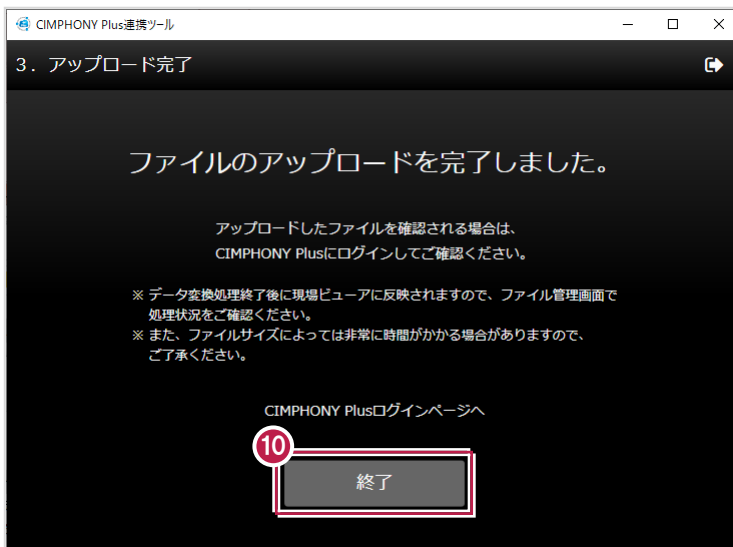 CIMPHONY Plus連携ツール
3．アップロード完了
ファイルのアップロードを完了しました。
アップロードしたファイルを確認される場合は、
CIMPHONY Plusにログインしてご確認ください。
※ データ変換処理終了後に現場ビューアに反映されますので、ファイル管理画面で
処理状況をご確認ください。
※ また、ファイルサイズによっては非常に時間がかかる場合がありますので、
ご了承ください。
CIMPHONY Plusログインページへ
10
終了